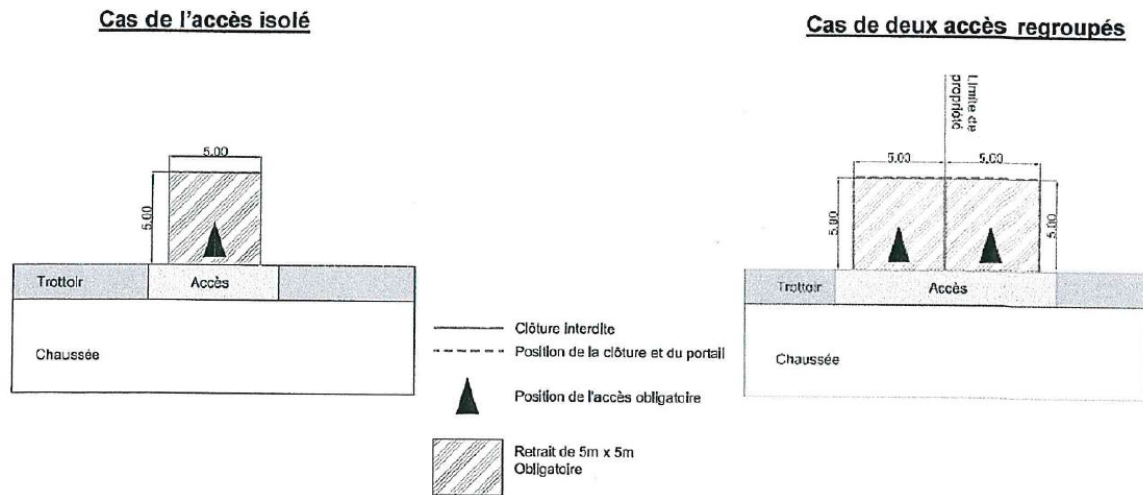 Cas de l'accès isolé
5.00
5.00
Trottoir
Accès
Chaussée
Cas de deux accès regroupés
Limite de
propriété
5.00
5.00
5.00
5.00
Trottoir
Accès
Chaussée
Clôture interdite
Position de la clôture et du portail
Position de l'accès obligatoire
Retrait de 5m x 5m
Obligatoire